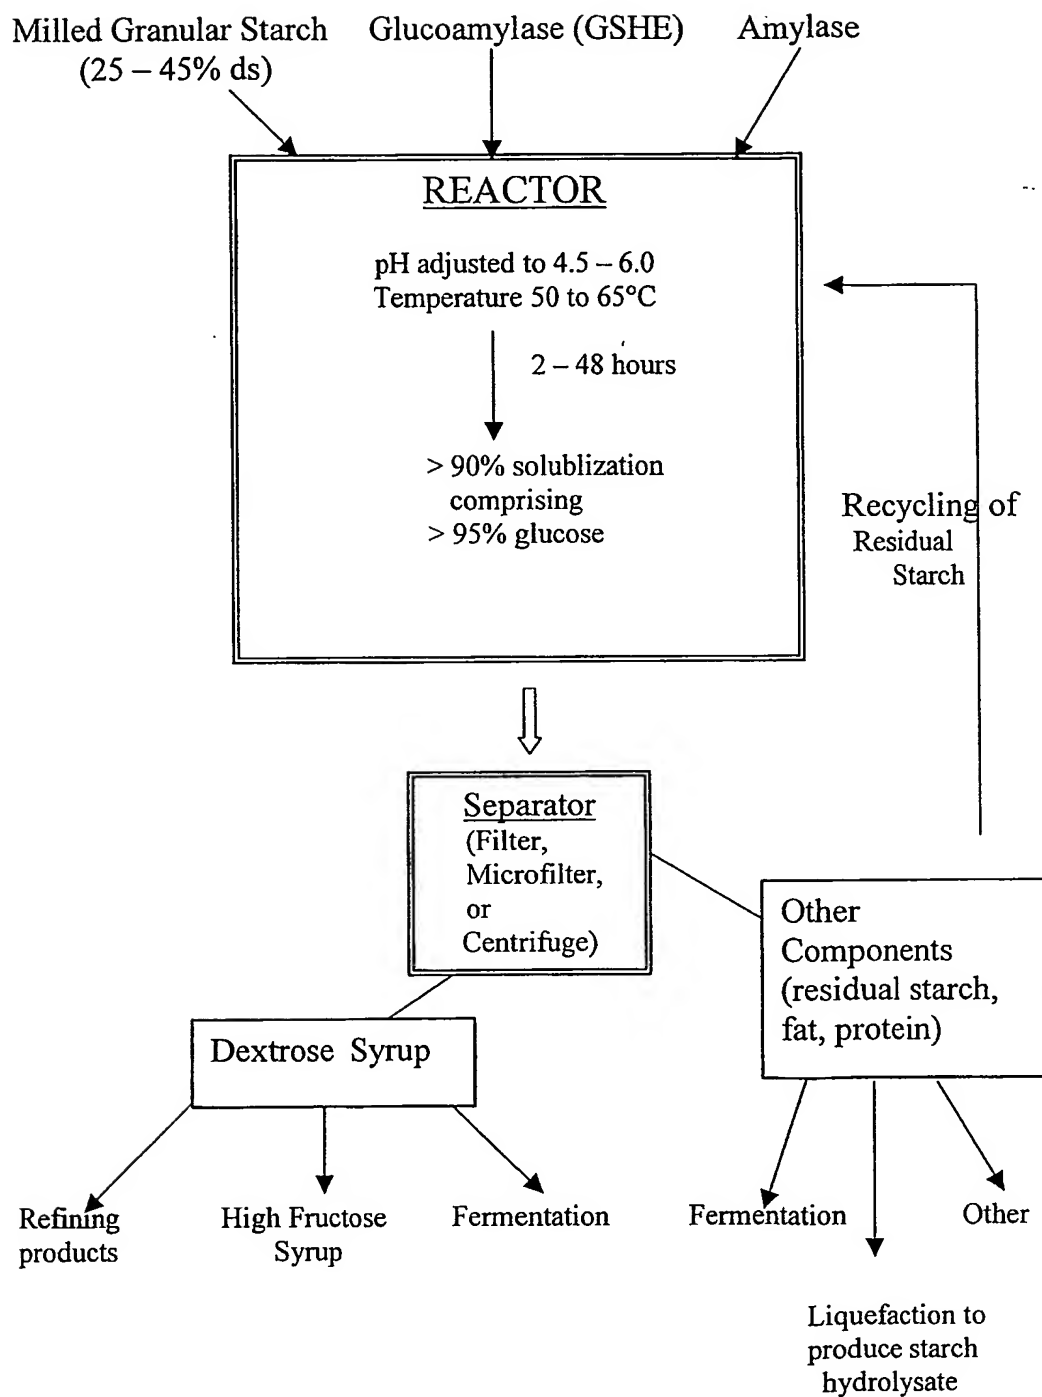 Milled Granular Starch
(25 – 45% ds)
Glucoamylase (GSHE)
Amylase
REACTOR
pH adjusted to 4.5 – 6.0
Temperature 50 to 65°C
2 – 48 hours
> 90% solublization
comprising
> 95% glucose
Recycling of
Residual
Starch
Separator
(Filter,
Microfilter,
or
Centrifuge)
Other
Components
(residual starch,
fat, protein)
Dextrose Syrup
Refining
products
High Fructose
Syrup
Fermentation
Fermentation
Other
Liquefaction to
produce starch
hydrolysate